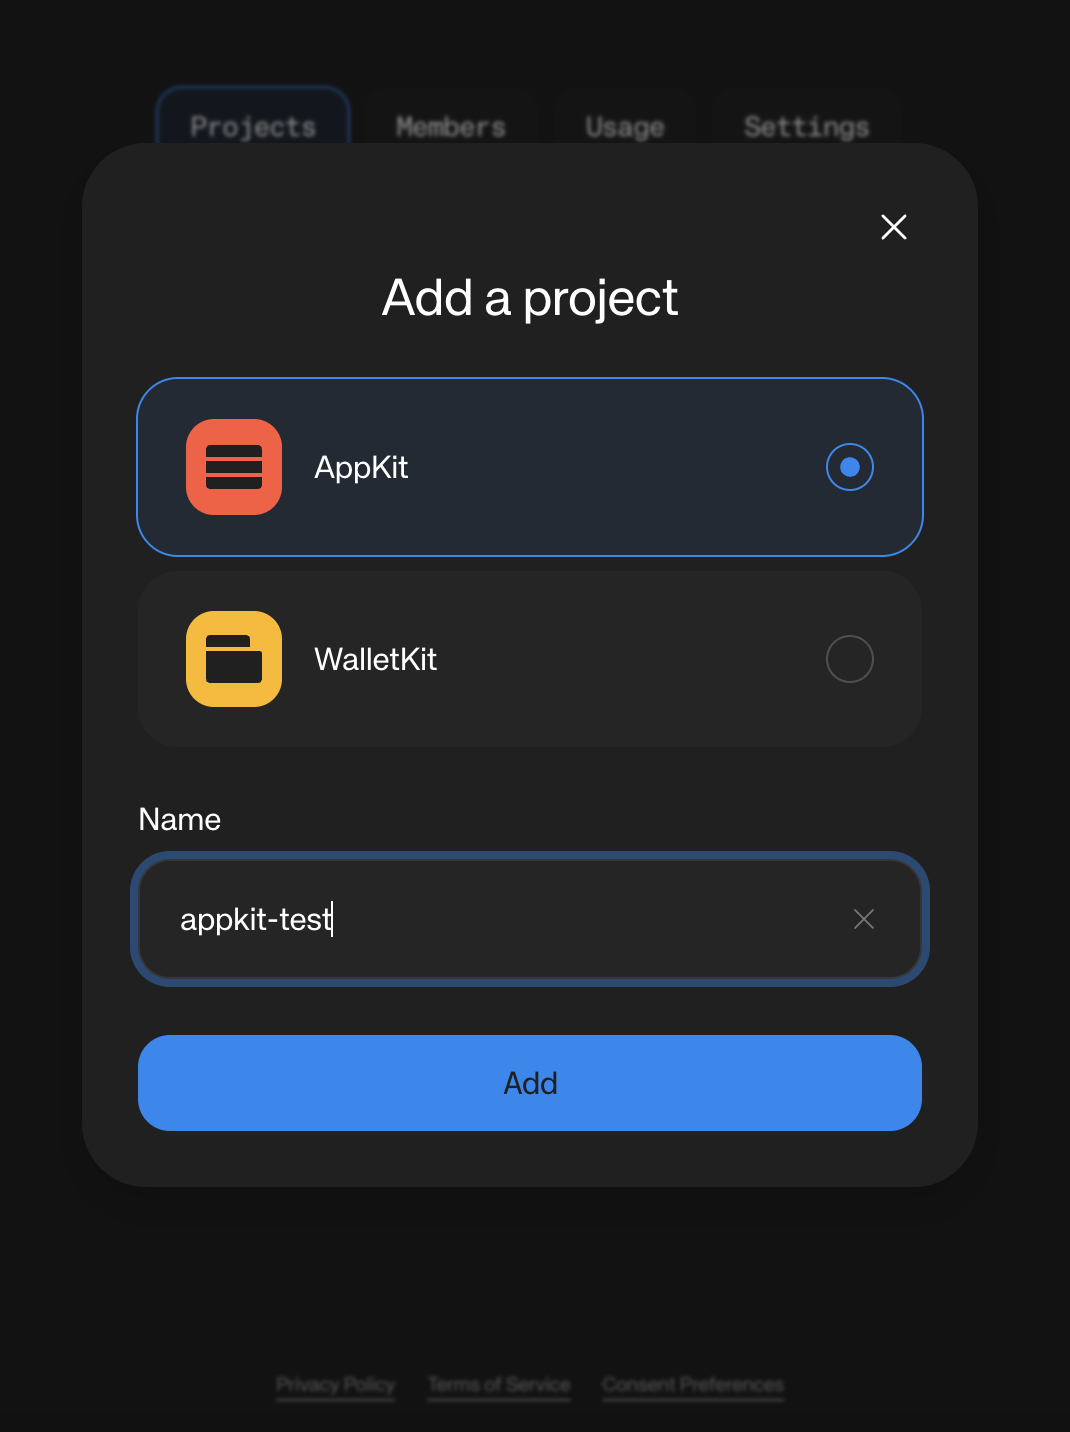 Projects Members Usage Settings
Add a project
AppKit
WalletKit
Name
appkit-test
Add
Privacy Policy Terms of Service Consent Preferences